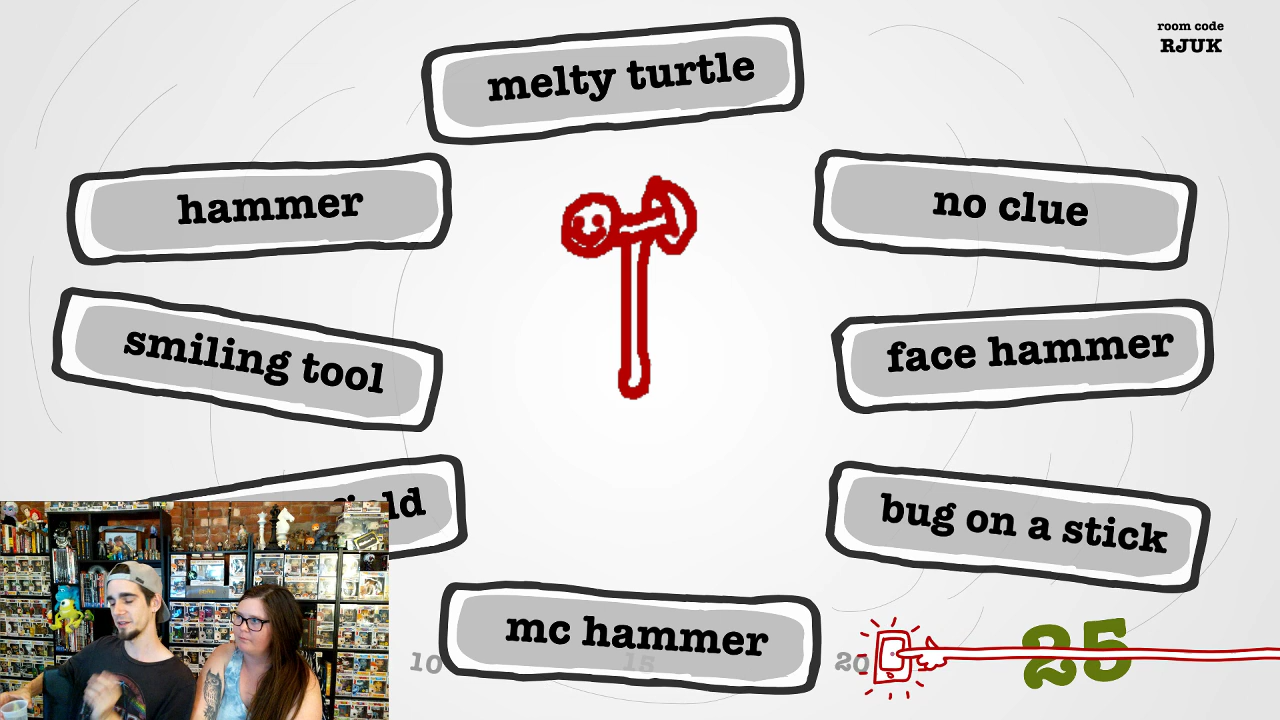 room code
RJUK
melty turtle
hammer
no clue
smiling tool
face hammer
bug on a stick
mc hammer
10
15
20
25